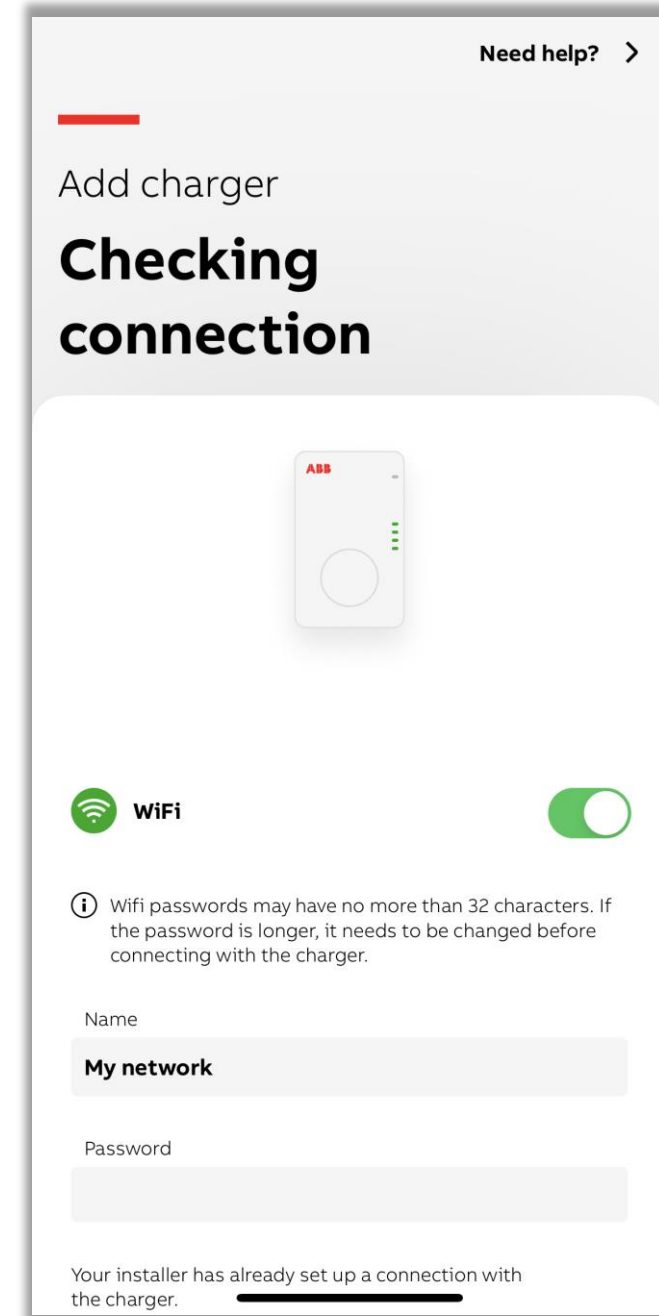 Need help?
Add charger
Checking
connection
ABB
WiFi
Wifi passwords may have no more than 32 characters. If
the password is longer, it needs to be changed before
connecting with the charger.
Name
My network
Password
Your installer has already set up a connection with
the charger.